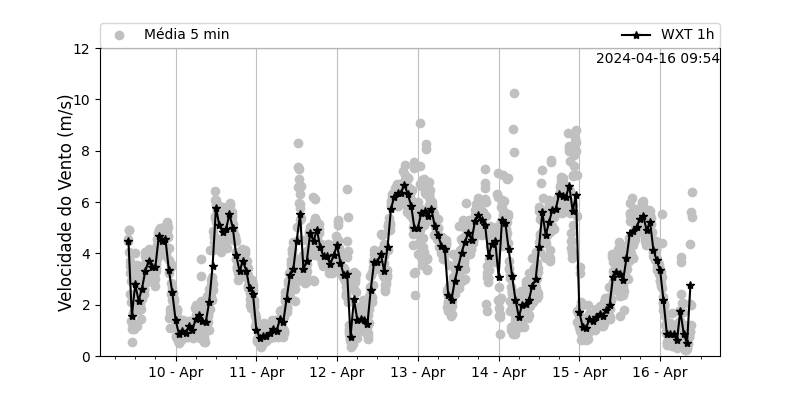 Média 5 min
WXT 1h
2024-04-16 09:54
Velocidade do Vento (m/s)
12
10
8
6
4
2
0
10 - Apr
11 - Apr
12 - Apr
13 - Apr
14 - Apr
15 - Apr
16 - Apr